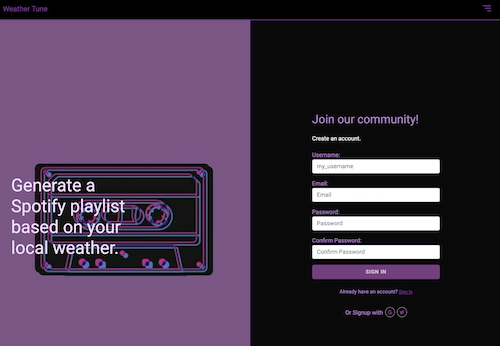 Weather Tune
Generate a
Spotify playlist
based on your
local weather.
Join our community!
Create an account.
Username:
my_username
Email:
Email
Password:
Password
Confirm Password:
Confirm Password
SIGN IN
Already have an account? Sign In
Or Signup with G